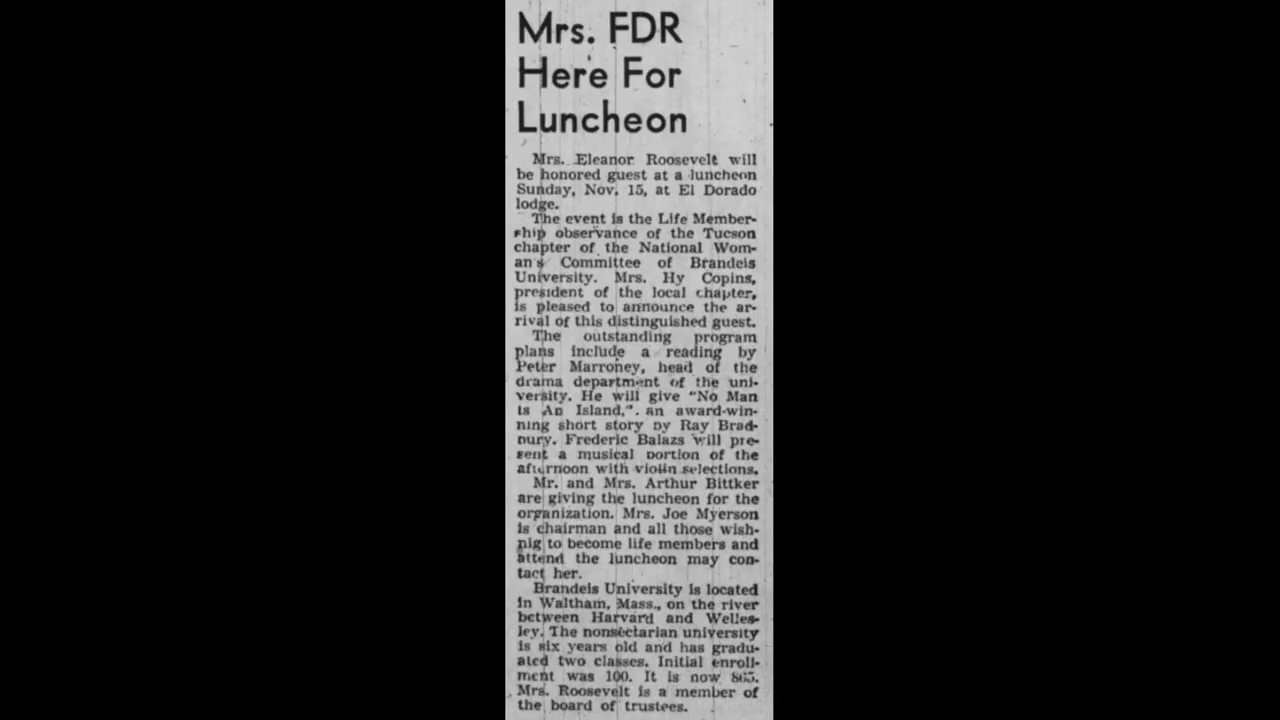 Mrs. FDR
Here For
Luncheon
Mrs. Eleanor Roosevelt will
be honored guest at a luncheon
Sunday, Nov. 15, at El Dorado
lodge.
The event is the Life Member-
ship observance of the Tucson
chapter of the National Wom-
an's Committee of Brandeis
University. Mrs. Hy Copins,
president of the local chapter,
is pleased to announce the ar-
rival of this distinguished guest.
The outstanding program
plans include a reading by
Peter Marroney, head of the
drama department of the uni-
versity. He will give "No Man
is An Island,". an award-win-
ning short story by Ray Brad-
bury. Frederic Balazs will pre-
sent a musical portion of the
afternoon with violin selections.
Mr. and Mrs. Arthur Bittker
are giving the luncheon for the
organization. Mrs. Joe Myerson
is chairman and all those wish-
nig to become life members and
attend the luncheon may con-
tact her.
Brandeis University is located
in Waltham, Mass., on the river
between Harvard and Welles-
ley. The nonsectarian university
is six years old and has gradu-
ated two classes. Initial enroll-
ment was 100. It is now 865.
Mrs. Roosevelt is a member of
the board of trustees.